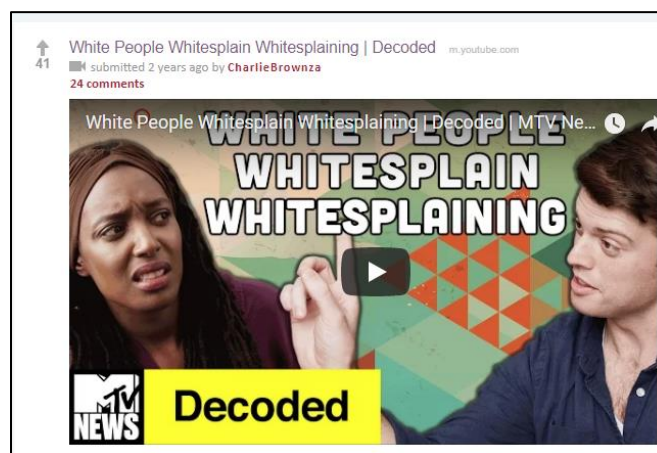 White People Whitesplain Whitesplaining | Decoded m.youtube.com
41
submitted 2 years ago by CharlieBrownza
24 comments
White People Whitesplain Whitesplaining | Decoded | MTV Ne...
WHITE PEOPLE
WHITESPLAIN
WHITESPLAINING
MTV
NEWS
Decoded